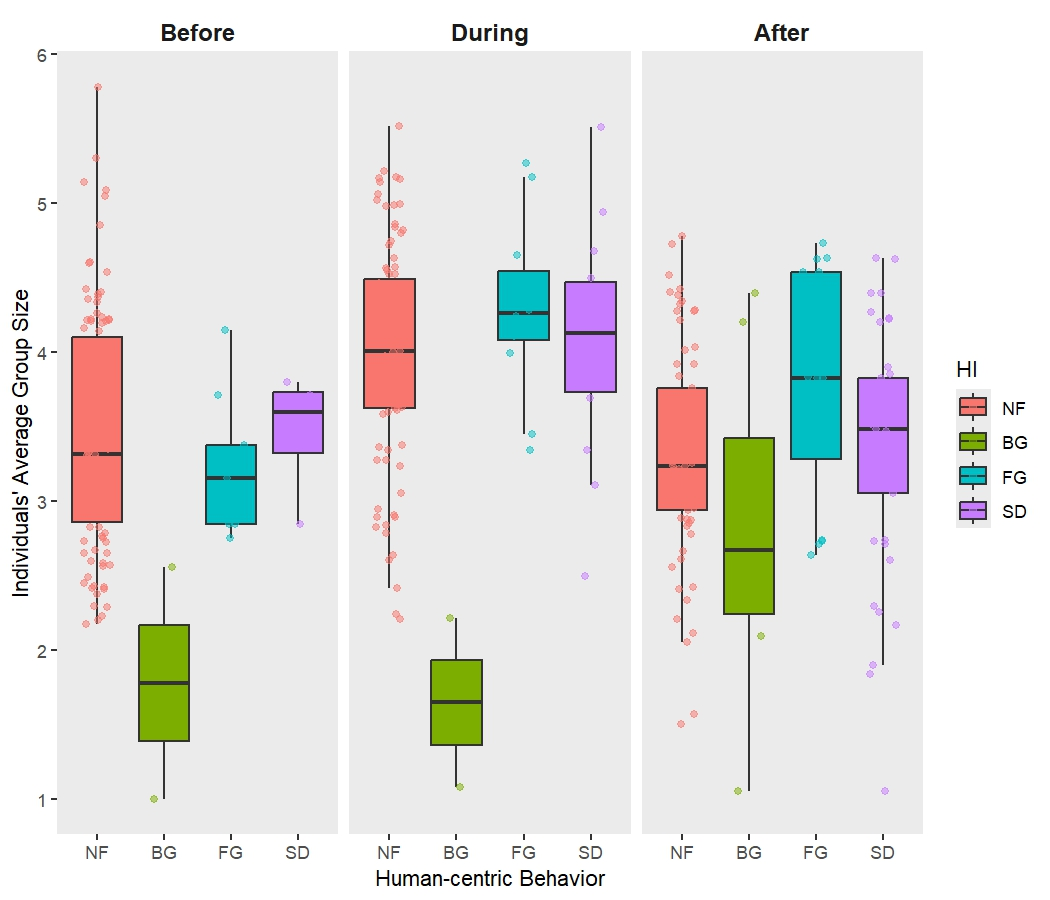 Before During After
6
5
4
3
2
1
Individuals' Average Group Size
NF BG FG SD NF BG FG SD NF BG FG SD
Human-centric Behavior
HI
NF
BG
FG
SD